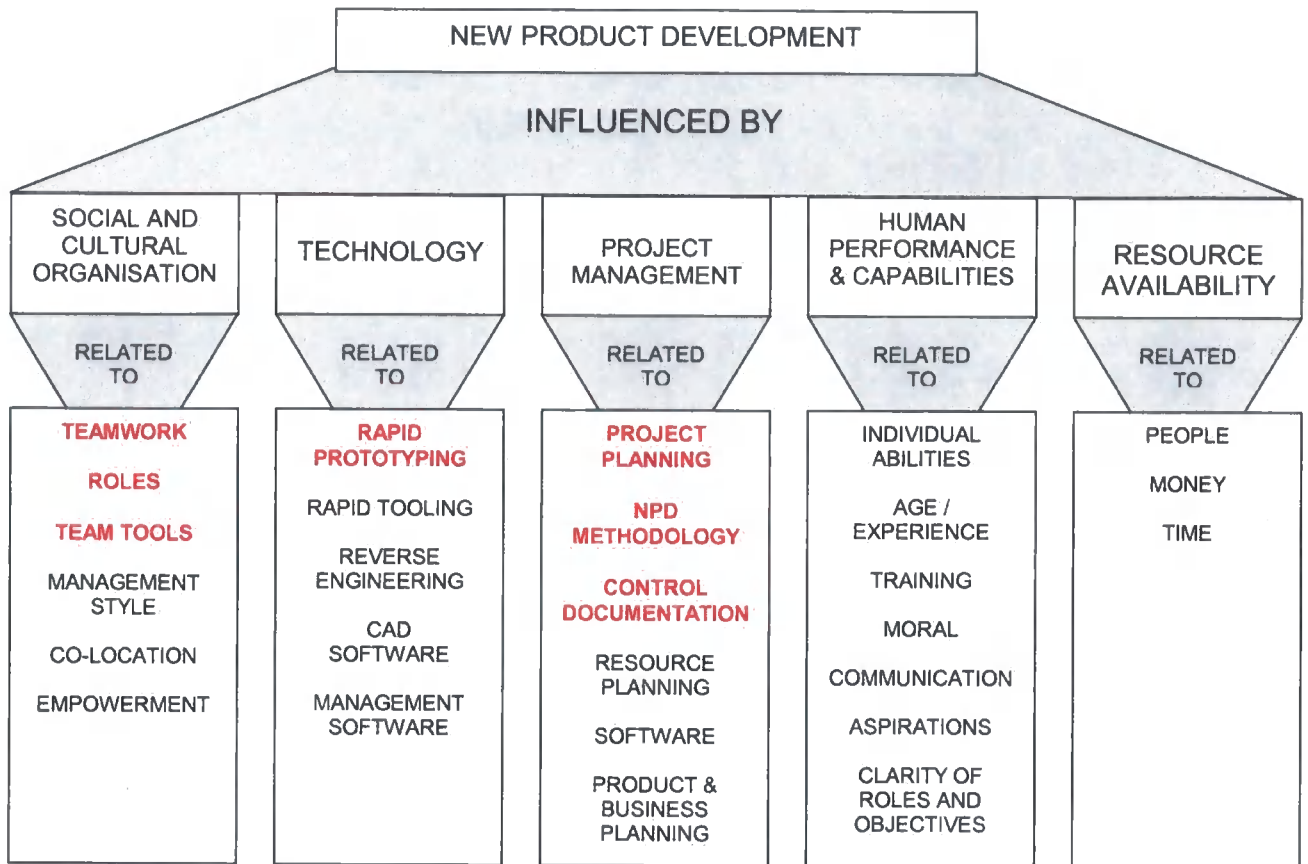 NEW PRODUCT DEVELOPMENT
INFLUENCED BY
SOCIAL AND
CULTURAL
ORGANISATION
TECHNOLOGY
PROJECT
MANAGEMENT
HUMAN
PERFORMANCE
& CAPABILITIES
RESOURCE
AVAILABILITY
RELATED
TO
RELATED
TO
RELATED
TO
RELATED
TO
RELATED
TO
TEAMWORK
ROLES
TEAM TOOLS
MANAGEMENT
STYLE
CO-LOCATION
EMPOWERMENT
RAPID
PROTOTYPING
RAPID TOOLING
REVERSE
ENGINEERING
CAD
SOFTWARE
MANAGEMENT
SOFTWARE
PROJECT
PLANNING
NPD
METHODOLOGY
CONTROL
DOCUMENTATION
RESOURCE
PLANNING
SOFTWARE
PRODUCT &
BUSINESS
PLANNING
INDIVIDUAL
ABILITIES
AGE /
EXPERIENCE
TRAINING
MORAL
COMMUNICATION
ASPIRATIONS
CLARITY OF
ROLES AND
OBJECTIVES
PEOPLE
MONEY
TIME